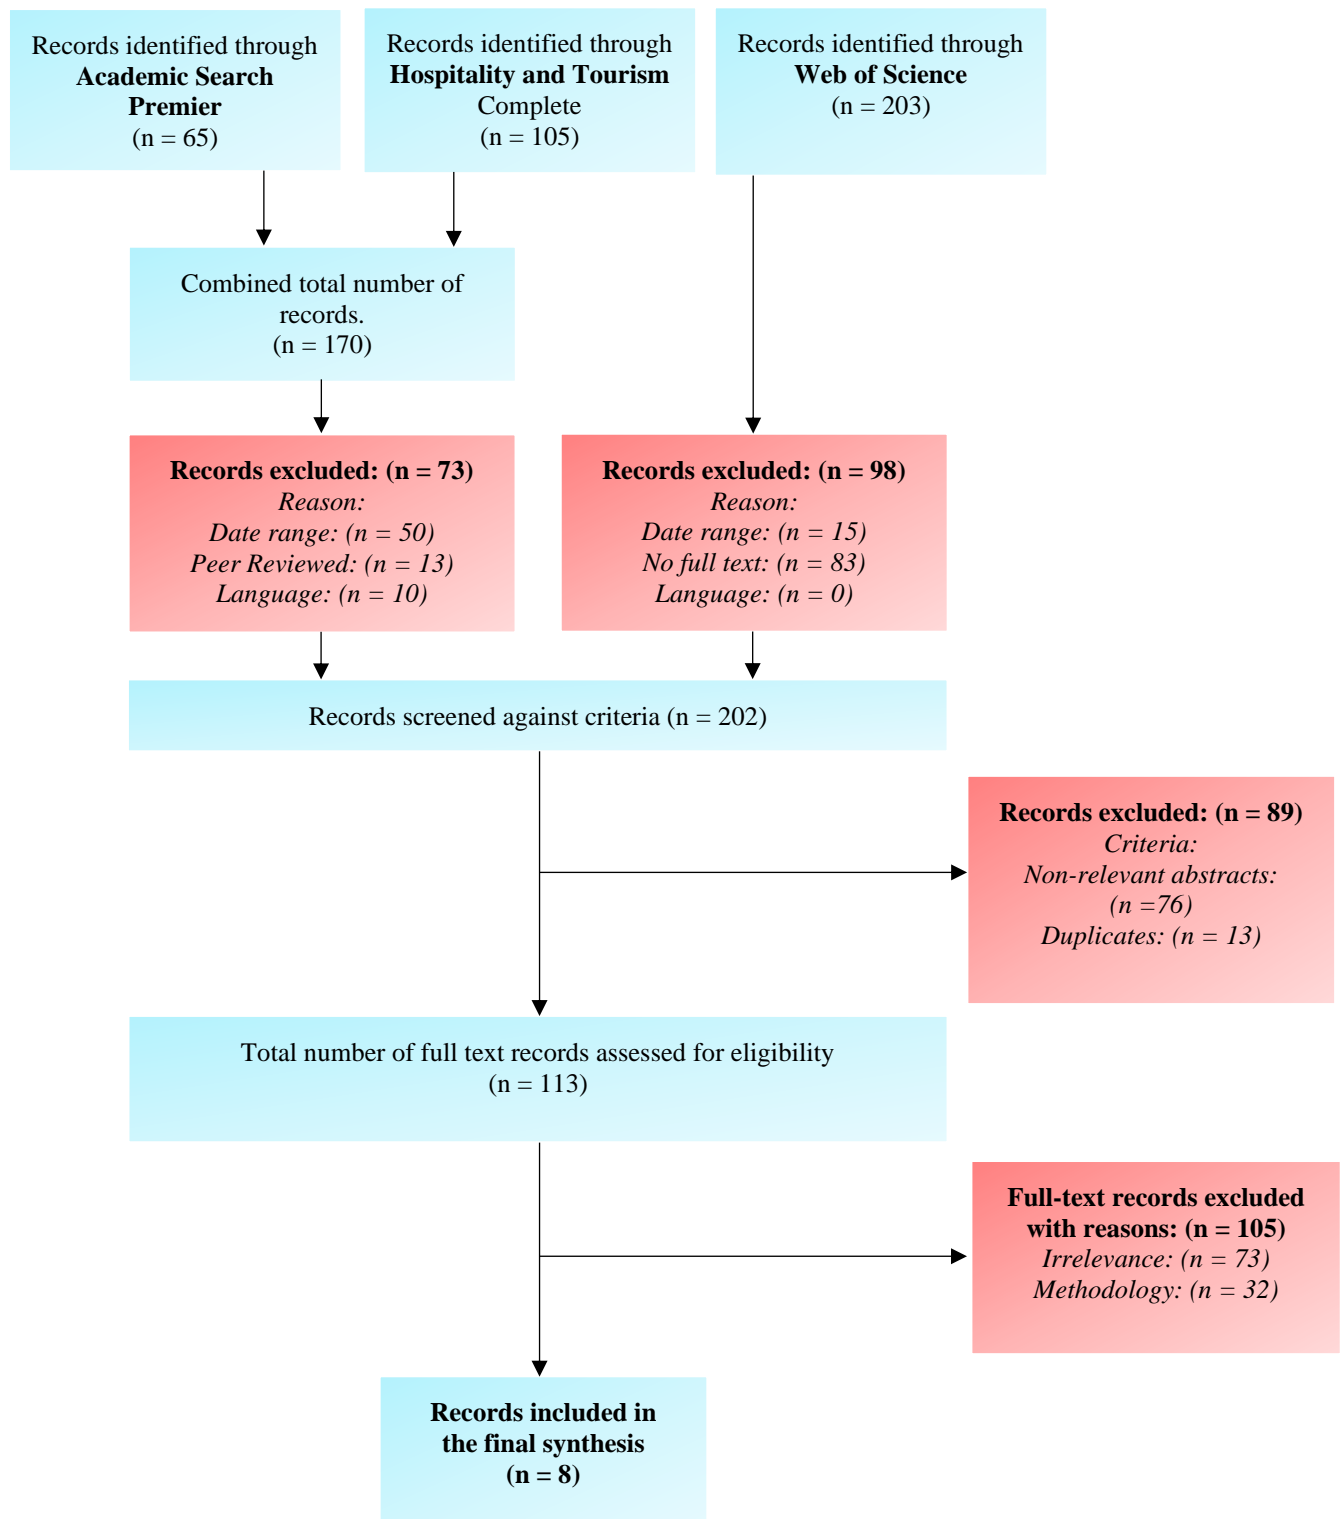 Records identified through
Academic Search
Premier
(n = 65)
Records identified through
Hospitality and Tourism
Complete
(n = 105)
Records identified through
Web of Science
(n = 203)
Combined total number of
records.
(n = 170)
Records excluded: (n = 73)
Reason:
Date range: (n = 50)
Peer Reviewed: (n = 13)
Language: (n = 10)
Records excluded: (n = 98)
Reason:
Date range: (n = 15)
No full text: (n = 83)
Language: (n = 0)
Records screened against criteria (n = 202)
Records excluded: (n = 89)
Criteria:
Non-relevant abstracts:
(n =76)
Duplicates: (n = 13)
Total number of full text records assessed for eligibility
(n = 113)
Full-text records excluded
with reasons: (n = 105)
Irrelevance: (n = 73)
Methodology: (n = 32)
Records included in
the final synthesis
(n = 8)